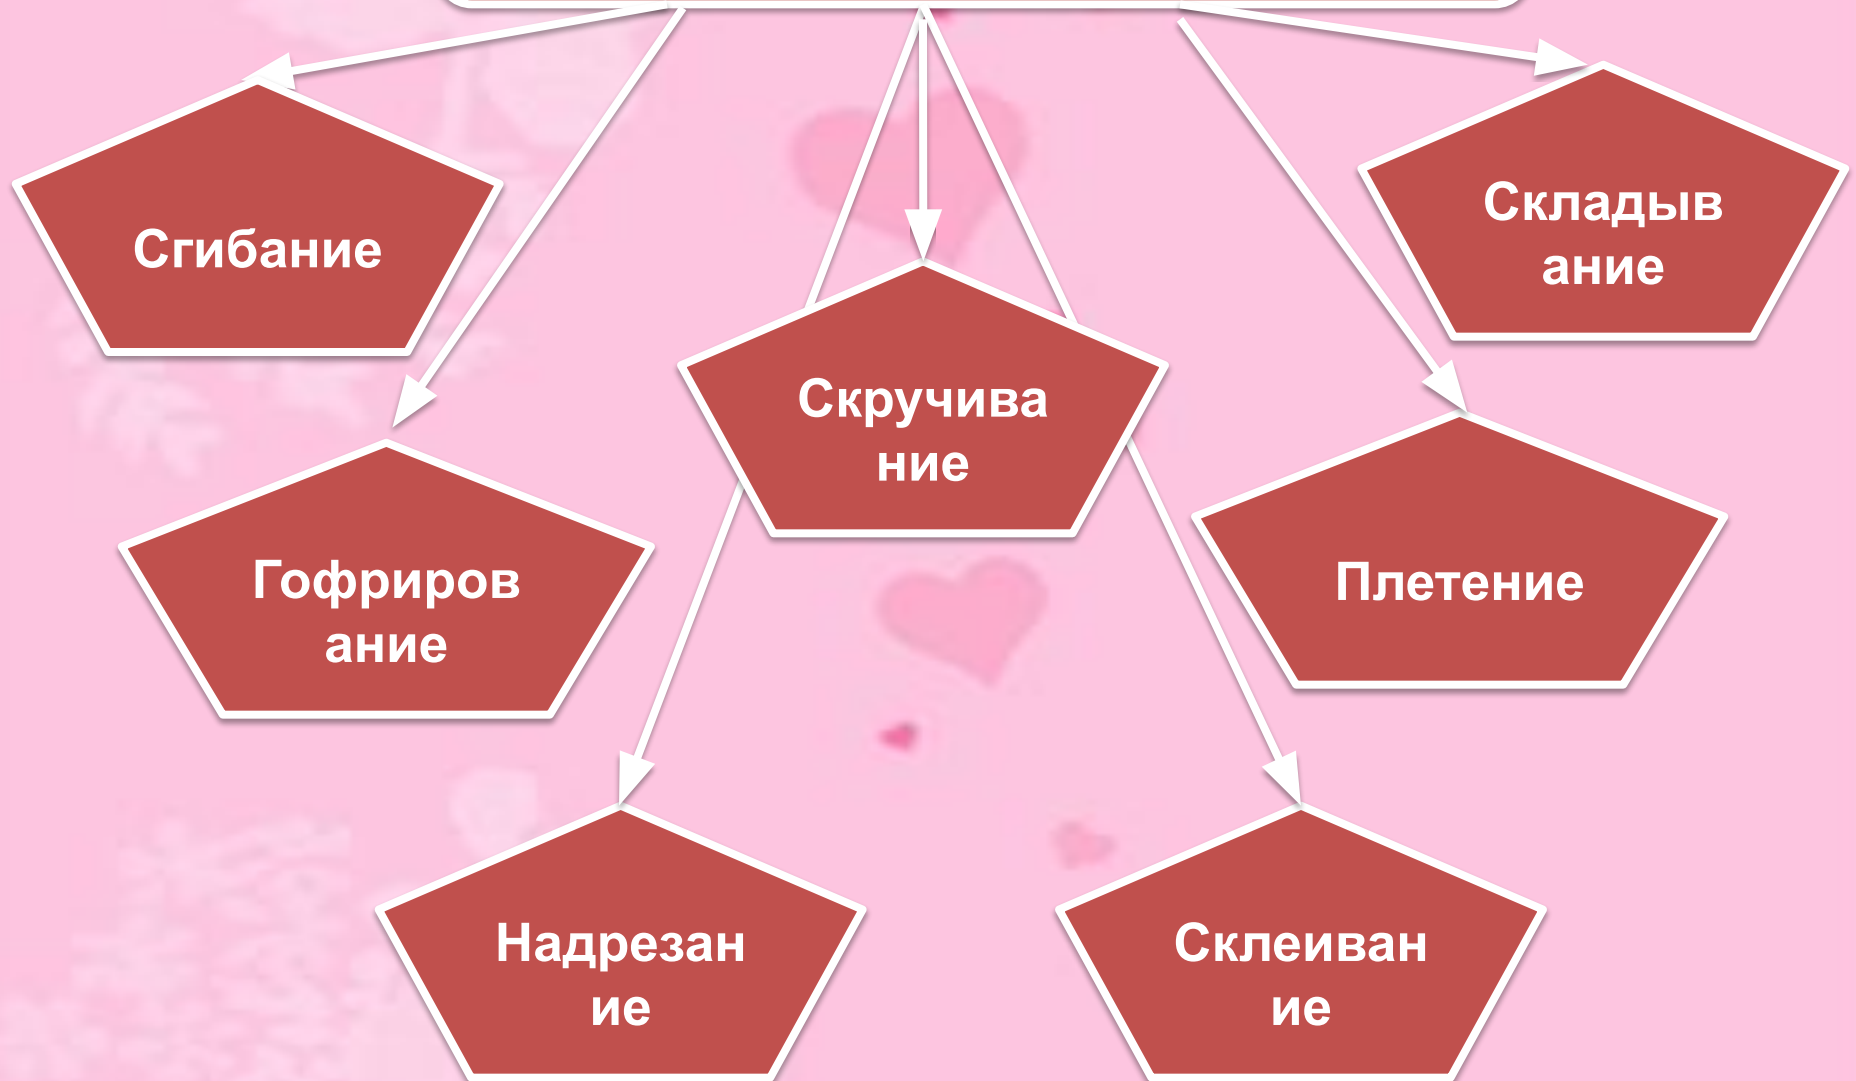 Сгибание
Складыв
ание
Скручива
ние
Гофриров
ание
Плетение
Надрезан
ие
Склеиван
ие